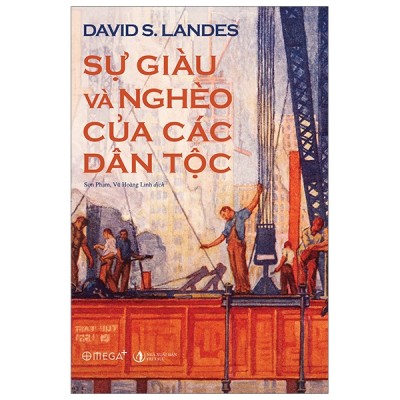 DAVID S. LANDES
SỰ GIÀU
VÀ NGHÈO
CỦA CÁC
DÂN TỘC
Sơn Phạm, Vũ Hoàng Linh dịch
OMEGA+